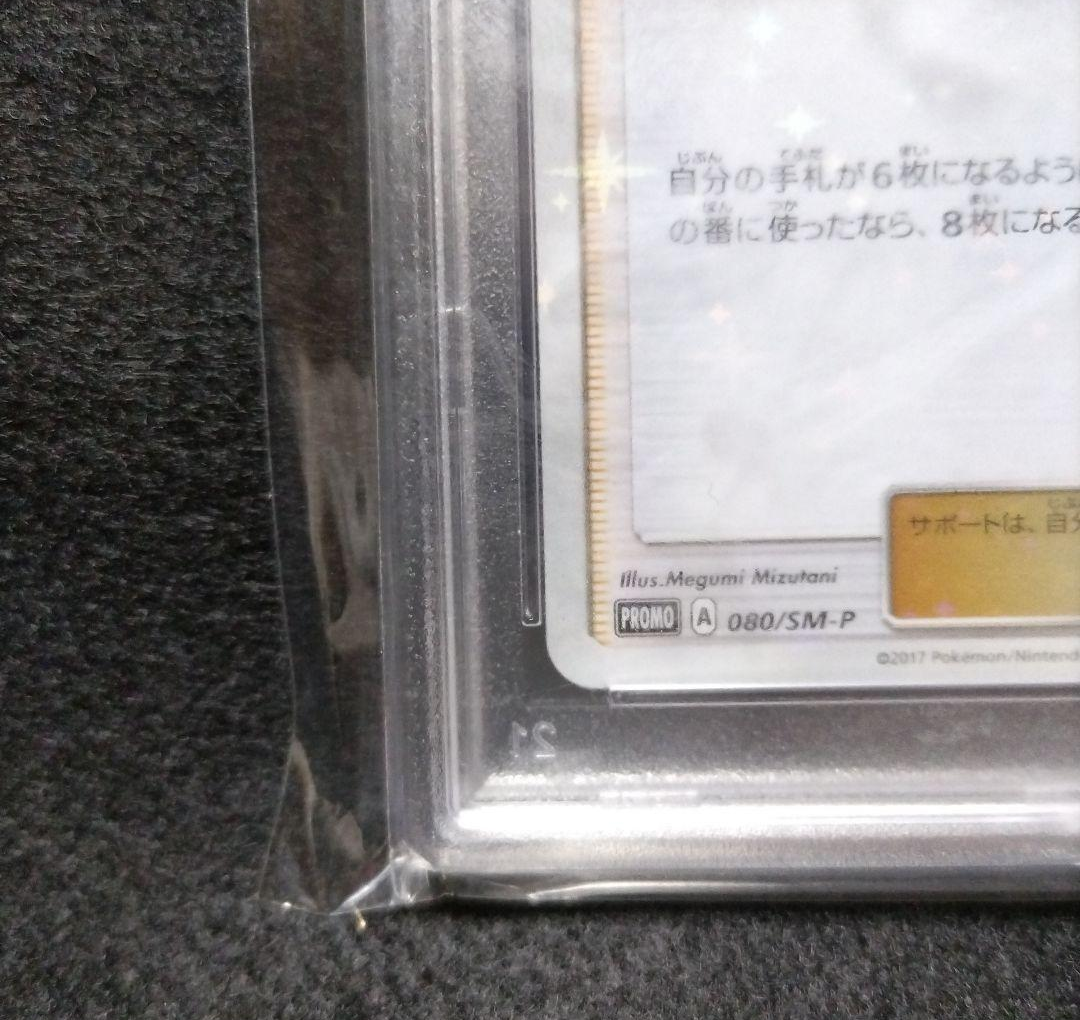 自分の手札が6枚になるよう
の番に使ったなら、8枚になる
サポートは、自分
Illus.Megumi Mizutani
PROMO A 080/SM-P
©2017 Pokémon/Nintendo
21